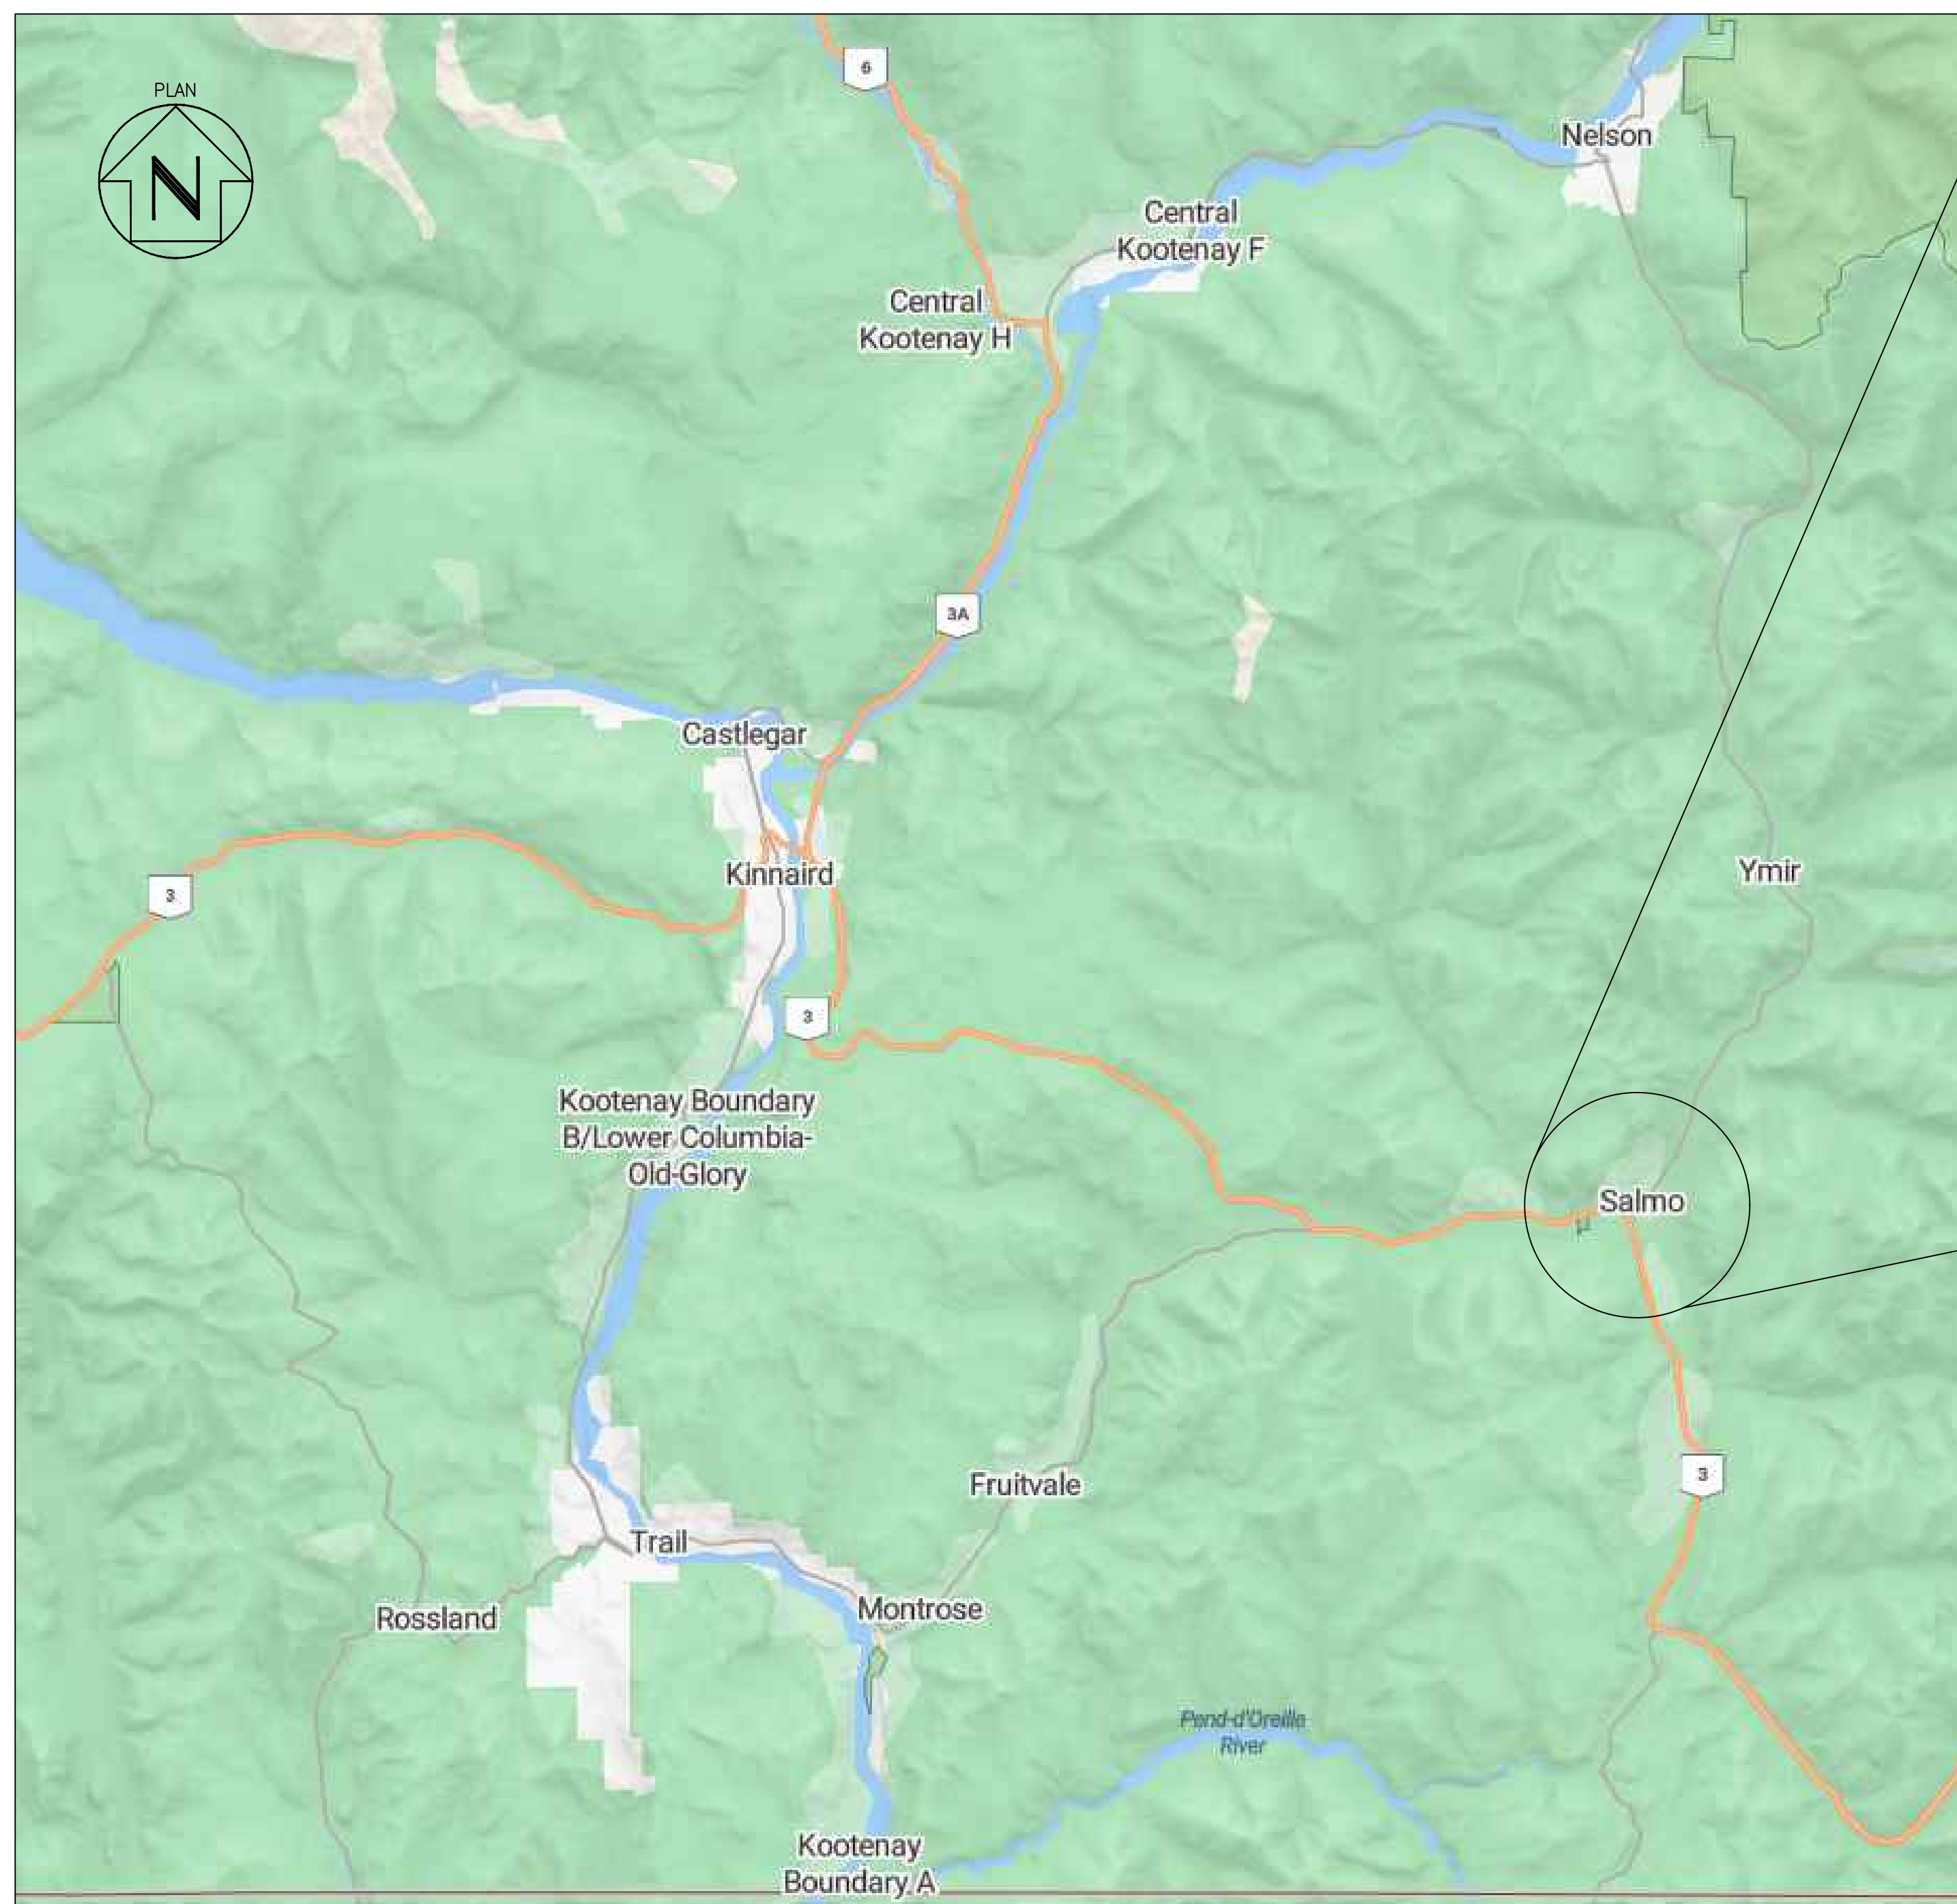 PLAN
N
6
Nelson
Central
Kootenay F
Central
Kootenay H
3A
Castlegar
Kinnaird
Ymir
3
3
Kootenay Boundary
B/Lower Columbia-
Old-Glory
Salmo
3
Fruitvale
Trail
Montrose
Rossland
Pend-d'Oreille
River
Kootenay
Boundary A